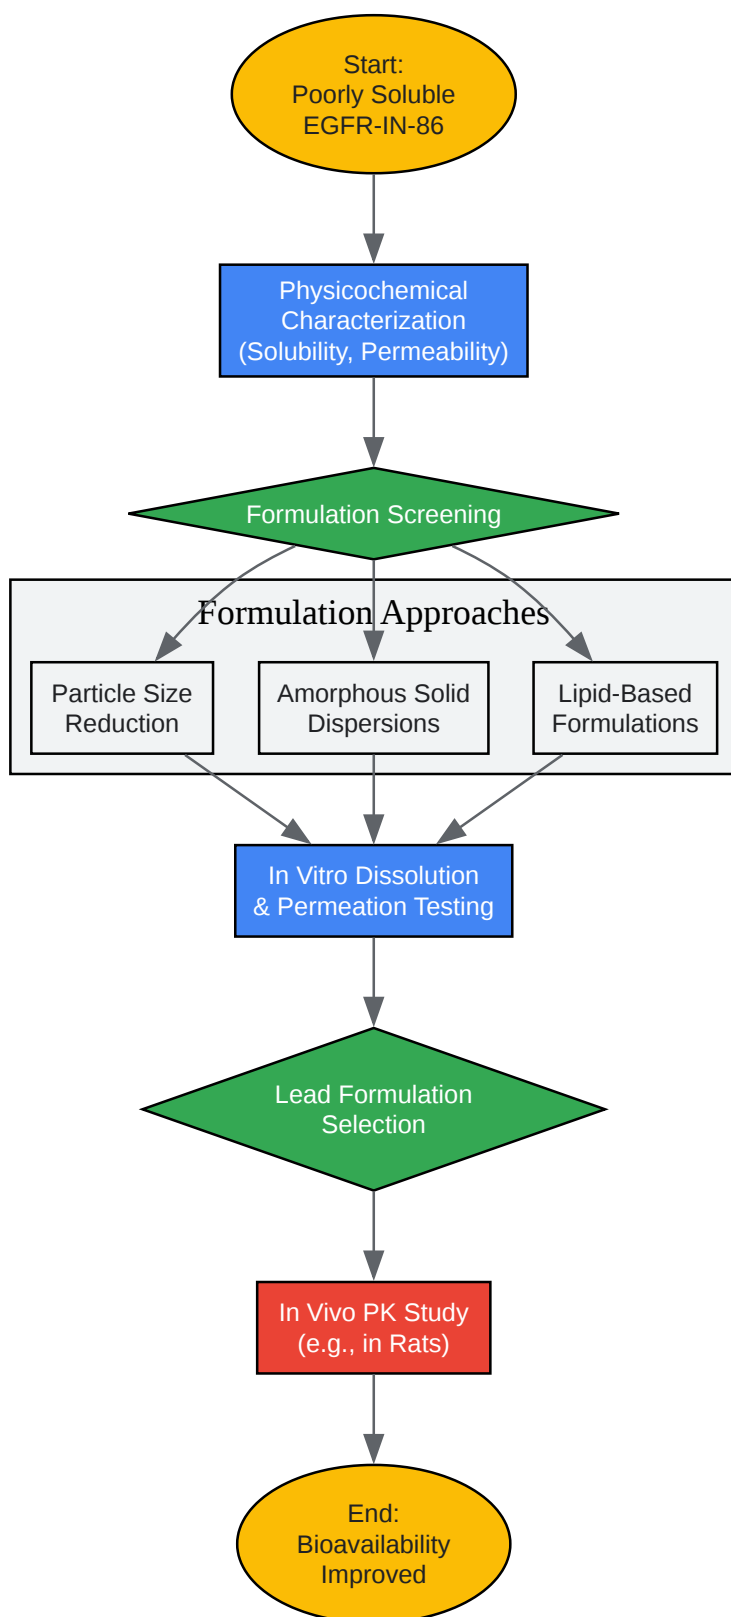 Start:
Poorly Soluble
EGFR-IN-86
Physicochemical
Characterization
(Solubility, Permeability)
Formulation Screening
Formulation Approaches
Particle Size
Reduction
Amorphous Solid
Dispersions
Lipid-Based
Formulations
In Vitro Dissolution
& Permeation Testing
Lead Formulation
Selection
In Vivo PK Study
(e.g., in Rats)
End:
Bioavailability
Improved